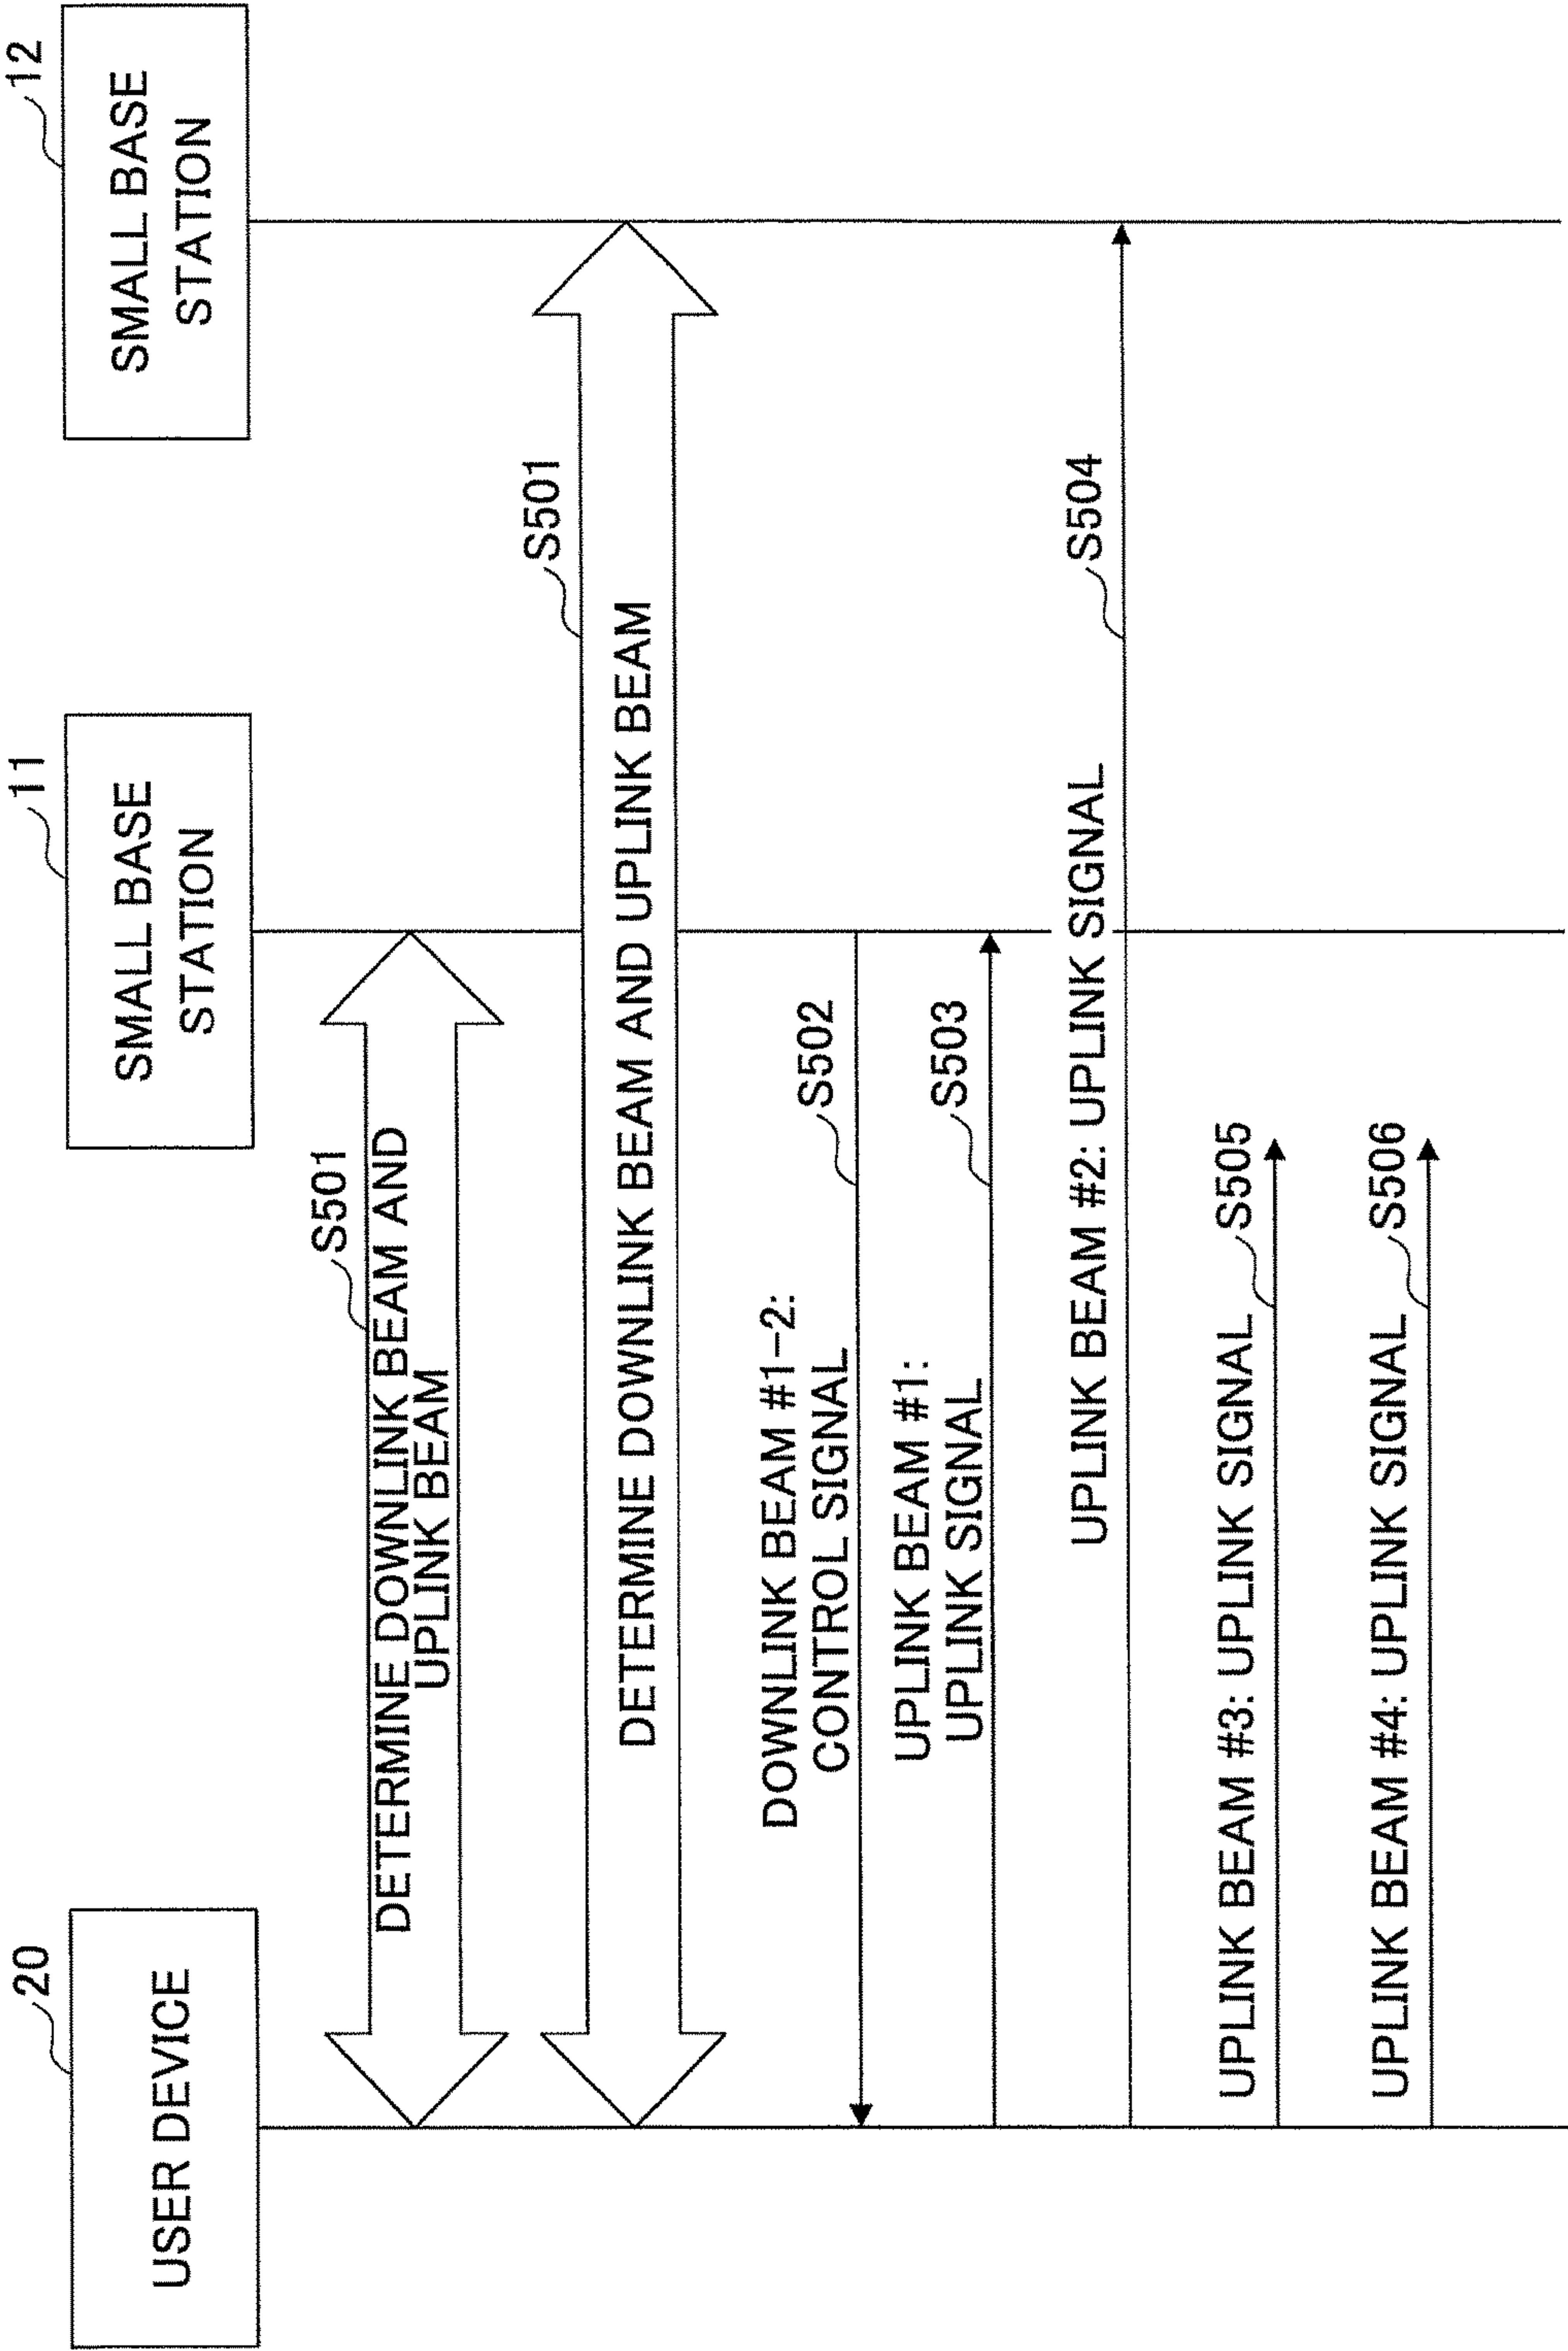 20
USER DEVICE
11
SMALL BASE
STATION
12
SMALL BASE
STATION
S501
DETERMINE DOWNLINK BEAM AND
UPLINK BEAM
S501
DETERMINE DOWNLINK BEAM AND UPLINK BEAM
DOWNLINK BEAM #1-2:
CONTROL SIGNAL
S502
UPLINK BEAM #1:
UPLINK SIGNAL
S503
UPLINK BEAM #2: UPLINK SIGNAL
S504
UPLINK BEAM #3: UPLINK SIGNAL
S505
UPLINK BEAM #4: UPLINK SIGNAL
S506